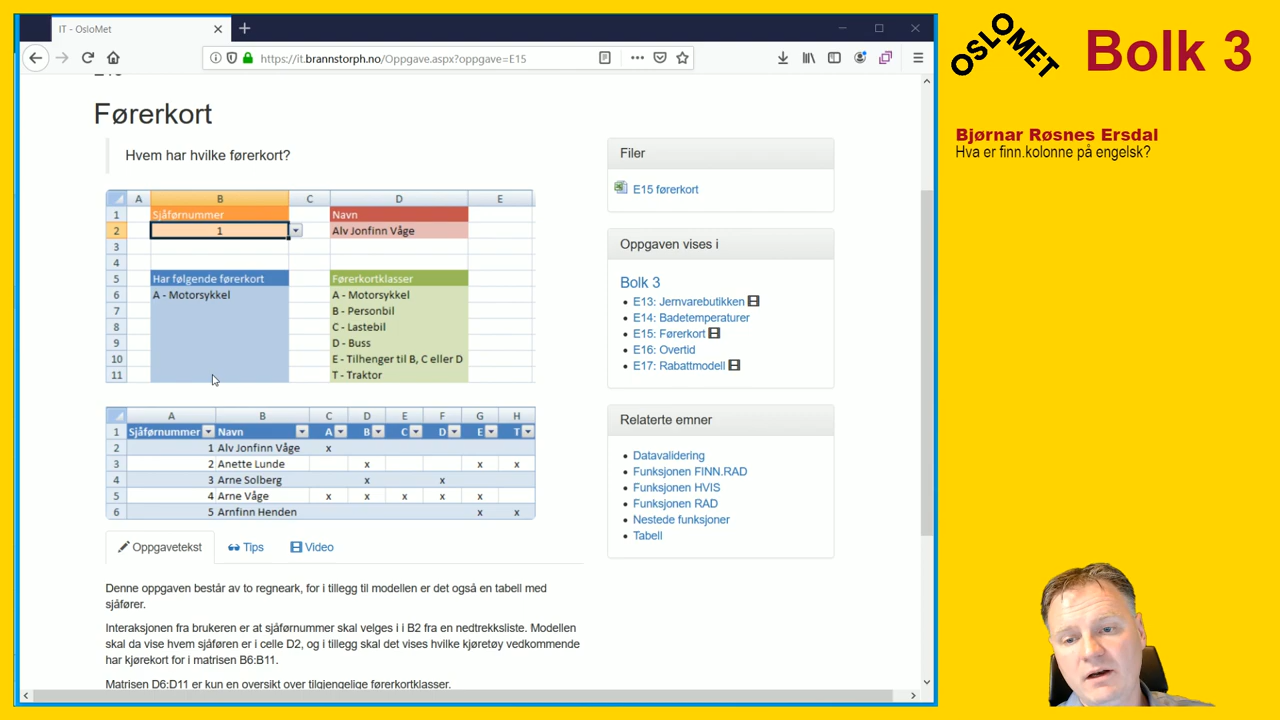 IT - OsloMet
https://it.brannstorph.no/Oppgave.aspx?oppgave=E15
OSLOMET
Bolk 3
Bjørnar Røsnes Ersdal
Hva er finn.kolonne på engelsk?
Førerkort
Hvem har hvilke førerkort?
A B C D E
1 Sjåførnummer Navn
2 1 Alv Jonfinn Våge
3
4
5 Har følgende førerkort Førerkortklasser
6 A - Motorsykkel A - Motorsykkel
7 B - Personbil
8 C - Lastebil
9 D - Buss
10 E - Tilhenger til B, C eller D
11 T - Traktor
A B C D E F G H
1 Sjåførnummer Navn A B C D E T
2 1 Alv Jonfinn Våge x
3 2 Anette Lunde x x x
4 3 Arne Solberg x x
5 4 Arne Våge x x x x x
6 5 Arnfinn Henden x x
Oppgavetekst Tips Video
Denne oppgaven består av to regneark, for i tillegg til modellen er det også en tabell med
sjåfører.
Interaksjonen fra brukeren er at sjåførnummer skal velges i i B2 fra en nedtrekksliste. Modellen
skal da vise hvem sjåføren er i celle D2, og i tillegg skal det vises hvilke kjøretøy vedkommende
har kjørekort for i matrisen B6:B11.
Matrisen D6:D11 er kun en oversikt over tilgjengelige førerkortklasser.
Filer
E15 førerkort
Oppgaven vises i
Bolk 3
E13: Jernvarebutikken
E14: Badetemperaturer
E15: Førerkort
E16: Overtid
E17: Rabattmodell
Relaterte emner
Datavalidering
Funksjonen FINN.RAD
Funksjonen HVIS
Funksjonen RAD
Nestede funksjoner
Tabell